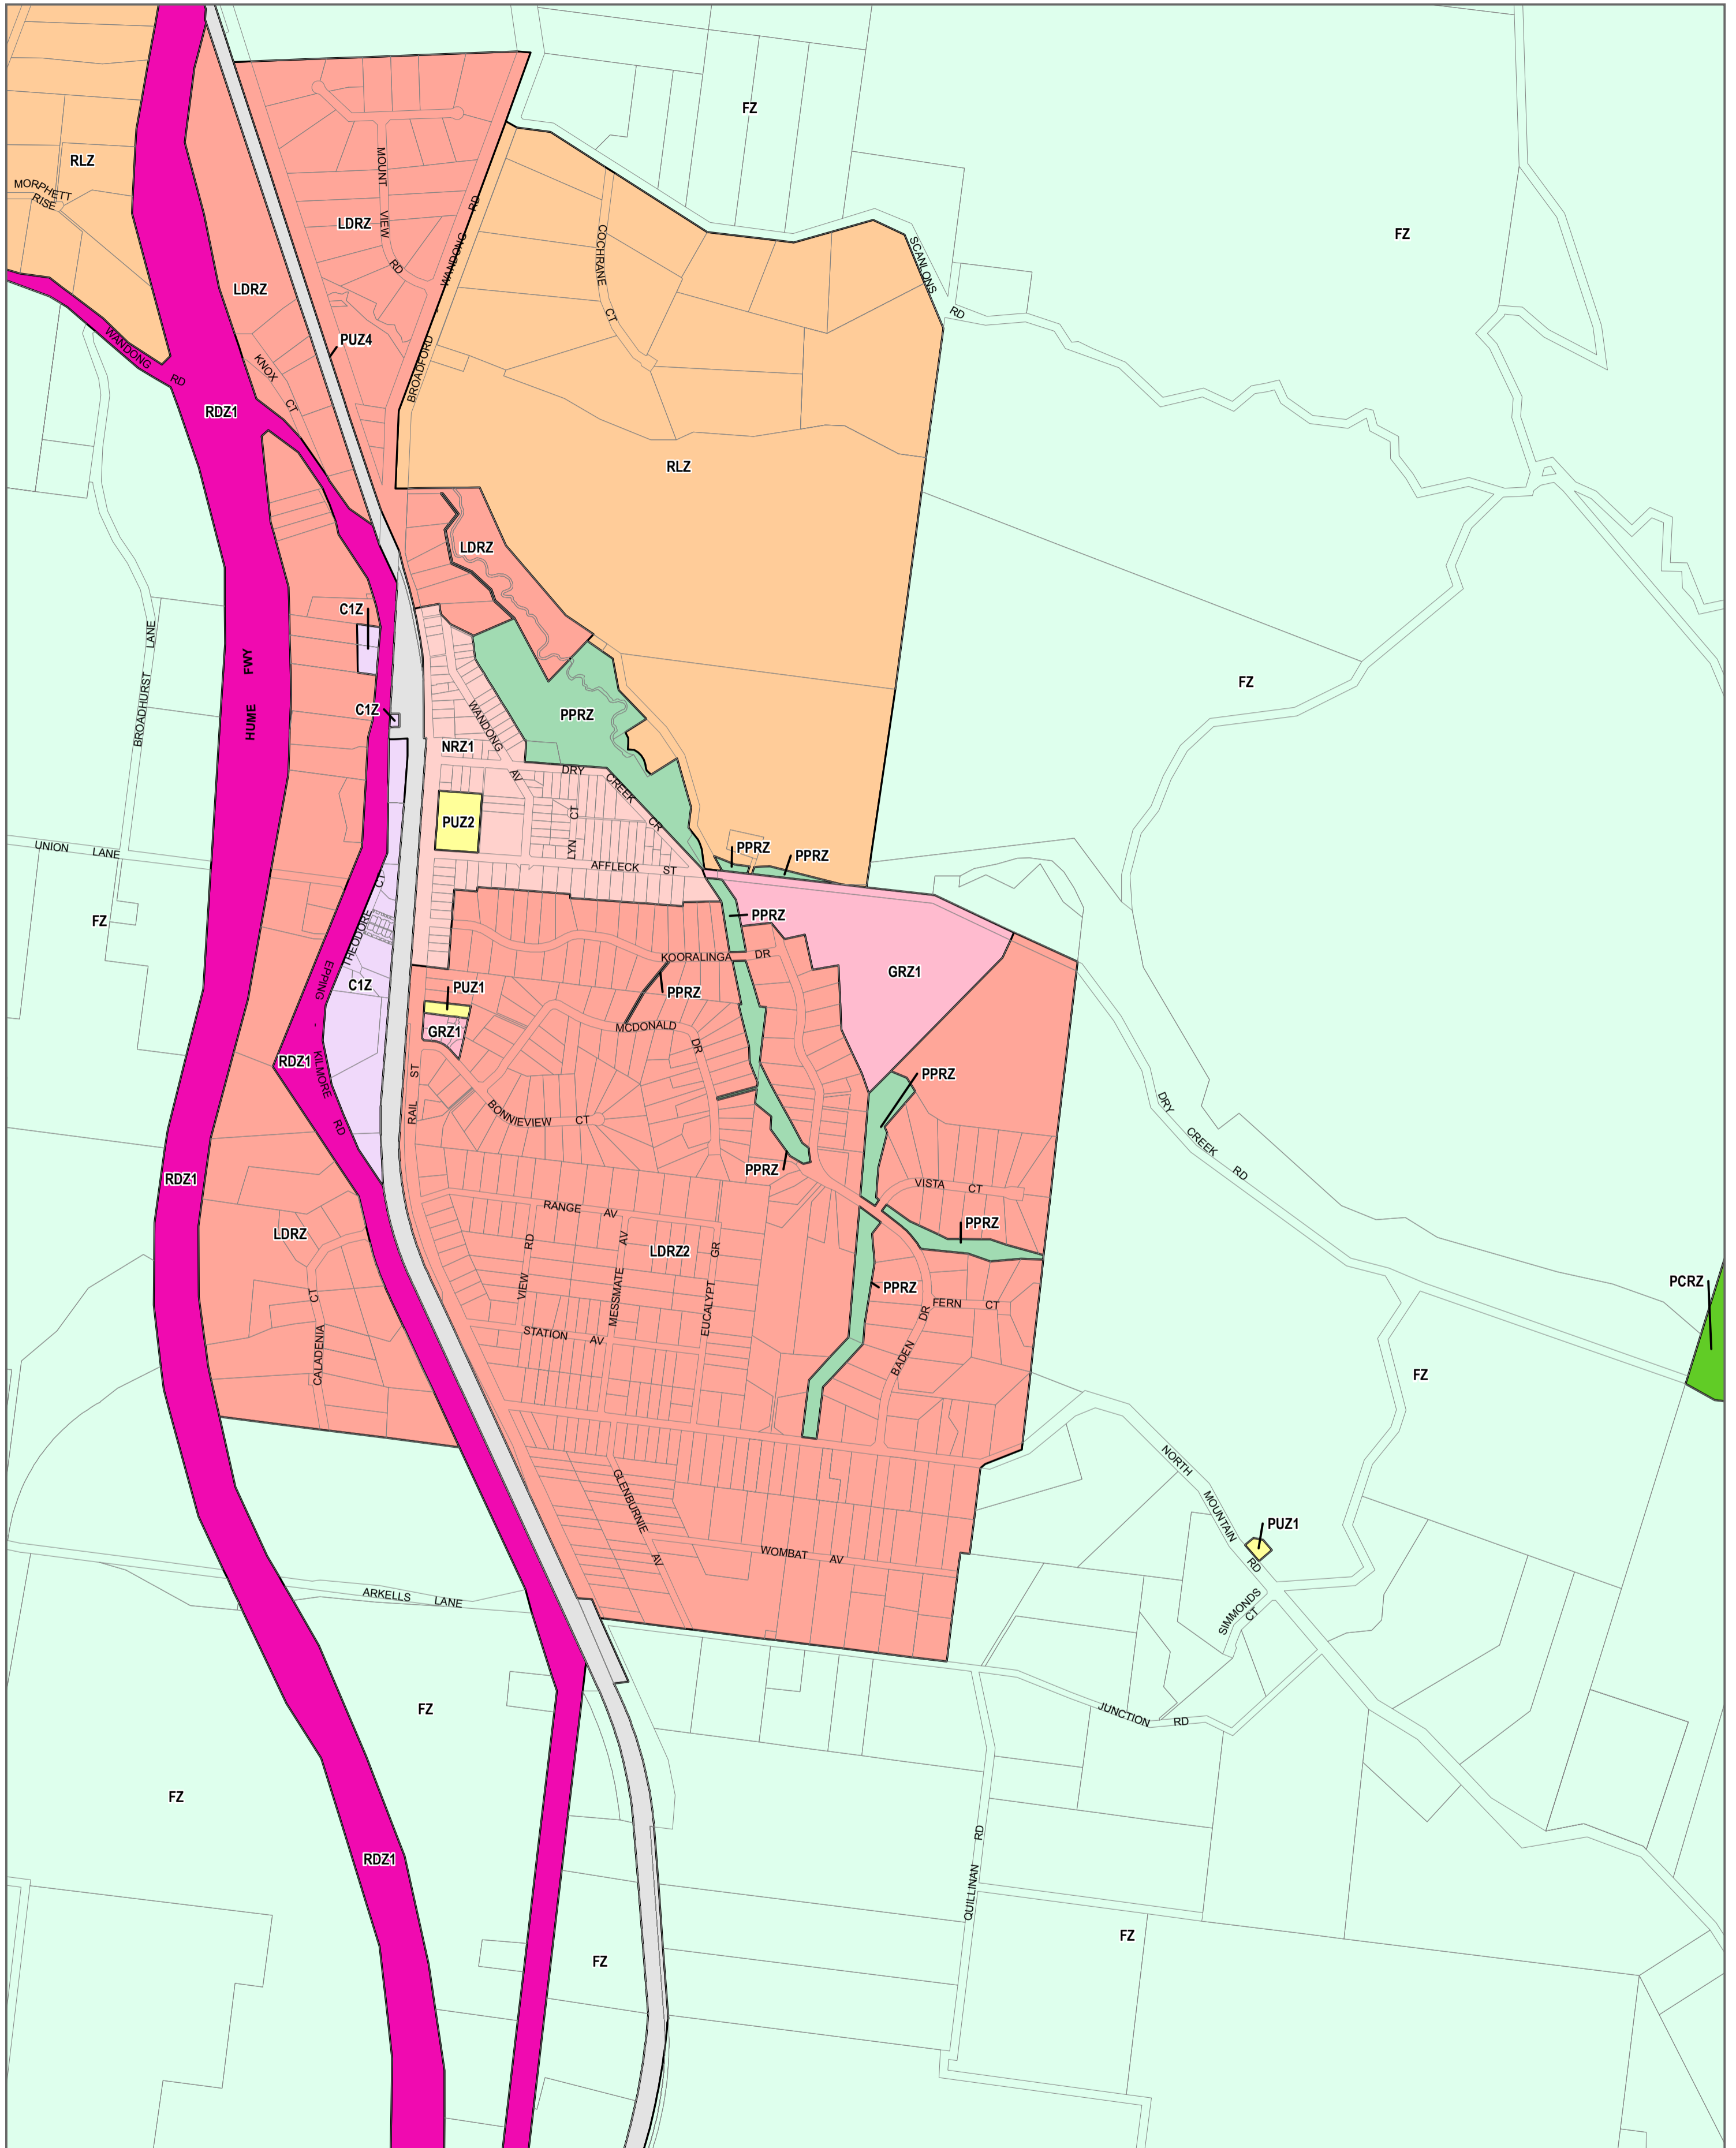 FZ
RLZ
MORPHETT
RISE
MOUNT
VIEW
RD
LDRZ
WANDONG
RD
BROADFORD
COCHRANE
CT
SCANLONS
RD
FZ
LDRZ
PUZ4
KNOX
CT
WANDONG
RD
RDZ1
RLZ
LDRZ
C1Z
BROADHURST
LANE
HUME
FWY
C1Z
PPRZ
WANDONG
AV
NRZ1
FZ
DRY
CREEK
CR
LYN
CT
PUZ2
AFFLECK
ST
UNION
LANE
PPRZ
PPRZ
FZ
THEODORE
CT
PPRZ
KOORALINGA
DR
GRZ1
EPPING
-
KILMORE
RD
C1Z
PUZ1
PPRZ
GRZ1
MCDONALD
DR
RDZ1
RAIL
ST
PPRZ
BONNIEVIEW
CT
DRY
CREEK
RD
PPRZ
RDZ1
VISTA
CT
RANGE
AV
LDRZ
LDRZ2
PPRZ
VIEW
RD
MESSMATE
AV
EUCALYPT
GR
PPRZ
PCRZ
CALADENIA
CT
STATION
AV
FERN
CT
BADEN
DR
FZ
NORTH
MOUNTAIN
RD
GLENBURNIE
AV
PUZ1
WOMBAT
AV
ARKELLS
LANE
SIMMONDS
CT
FZ
JUNCTION
RD
FZ
RDZ1
QUILLINAN
RD
FZ
FZ